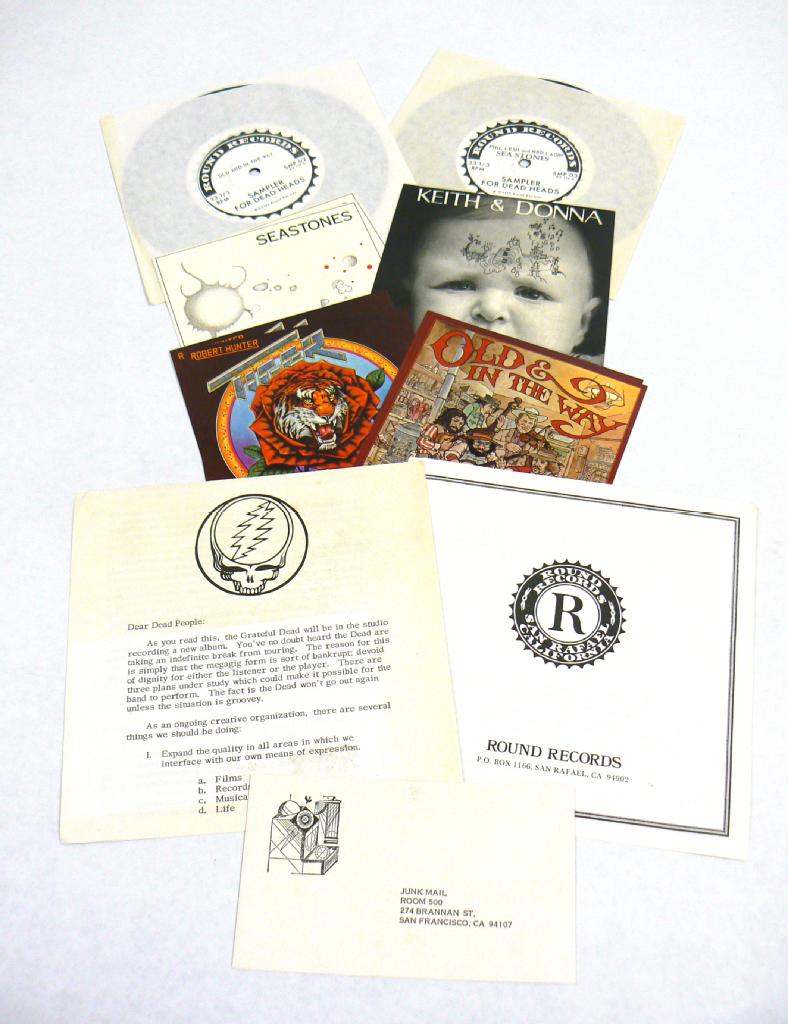 ROUND RECORDS
OLD AND IN THE WAY
33 1/3
RPM
SMP 03
SAMPLER
FOR DEAD HEADS
ROUND RECORDS
PHIL LESH and NED LAGIN
SEA STONES
33 1/3
RPM
SMP 03
SAMPLER
FOR DEAD HEADS
SEASTONES
KEITH & DONNA
ROBERT HUNTER
TIGER
ROSE
OLD &
IN THE WAY
Dear Dead People:
As you read this, the Grateful Dead will be in the studio
recording a new album. You've no doubt heard the Dead are
taking an indefinite break from touring. The reason for this
is simply that the megagig form is sort of bankrupt; devoid
of dignity for either the listener or the player. There are
three plans under study which could make it possible for the
band to perform. The fact is the Dead won't go out again
unless the situation is groovey.
As an ongoing creative organization, there are several
things we should be doing:
I. Expand the quality in all areas in which we
interface with our own means of expression.
a. Films
b. Records
c. Musica
d. Life
ROUND RECORDS
R
SAN RAFAEL
CALIFORNIA
ROUND RECORDS
P.O. BOX 1166, SAN RAFAEL, CA 94902
JUNK MAIL
ROOM 500
274 BRANNAN ST,
SAN FRANCISCO, CA 94107